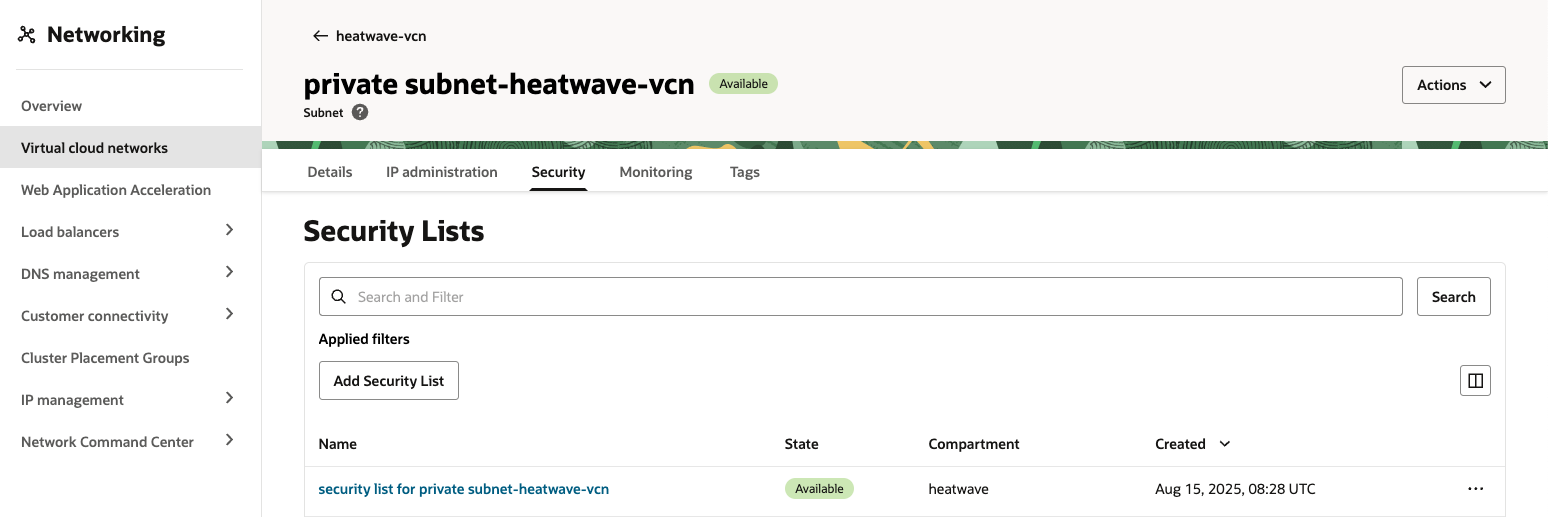 Networking
Overview
Virtual cloud networks
Web Application Acceleration
Load balancers
DNS management
Customer connectivity
Cluster Placement Groups
IP management
Network Command Center
heatwave-vcn
private subnet-heatwave-vcn Available
Subnet ?
Actions
Details IP administration Security Monitoring Tags
Security Lists
Search and Filter Search
Applied filters
Add Security List
Name State Compartment Created
security list for private subnet-heatwave-vcn Available heatwave Aug 15, 2025, 08:28 UTC